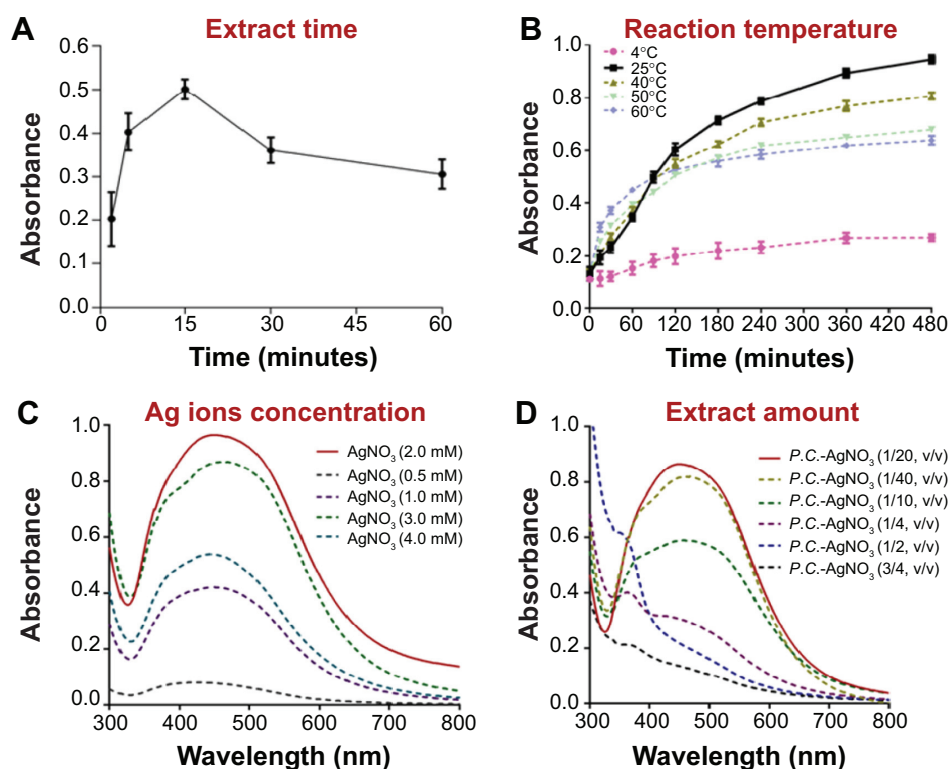 A
Extract time
Absorbance
0.6
0.5
0.4
0.3
0.2
0.1
0.0
0
15
30
45
60
Time (minutes)
B
Reaction temperature
Absorbance
1.0
0.8
0.6
0.4
0.2
0.0
4°C
25°C
40°C
50°C
60°C
0
60
120
180
240
300
360
420
480
Time (minutes)
C
Ag ions concentration
Absorbance
1.0
0.8
0.6
0.4
0.2
0.0
AgNO3 (2.0 mM)
AgNO3 (0.5 mM)
AgNO3 (1.0 mM)
AgNO3 (3.0 mM)
AgNO3 (4.0 mM)
300
400
500
600
700
800
Wavelength (nm)
D
Extract amount
Absorbance
1.0
0.8
0.6
0.4
0.2
0.0
P.C.-AgNO3 (1/20, v/v)
P.C.-AgNO3 (1/40, v/v)
P.C.-AgNO3 (1/10, v/v)
P.C.-AgNO3 (1/4, v/v)
P.C.-AgNO3 (1/2, v/v)
P.C.-AgNO3 (3/4, v/v)
300
400
500
600
700
800
Wavelength (nm)